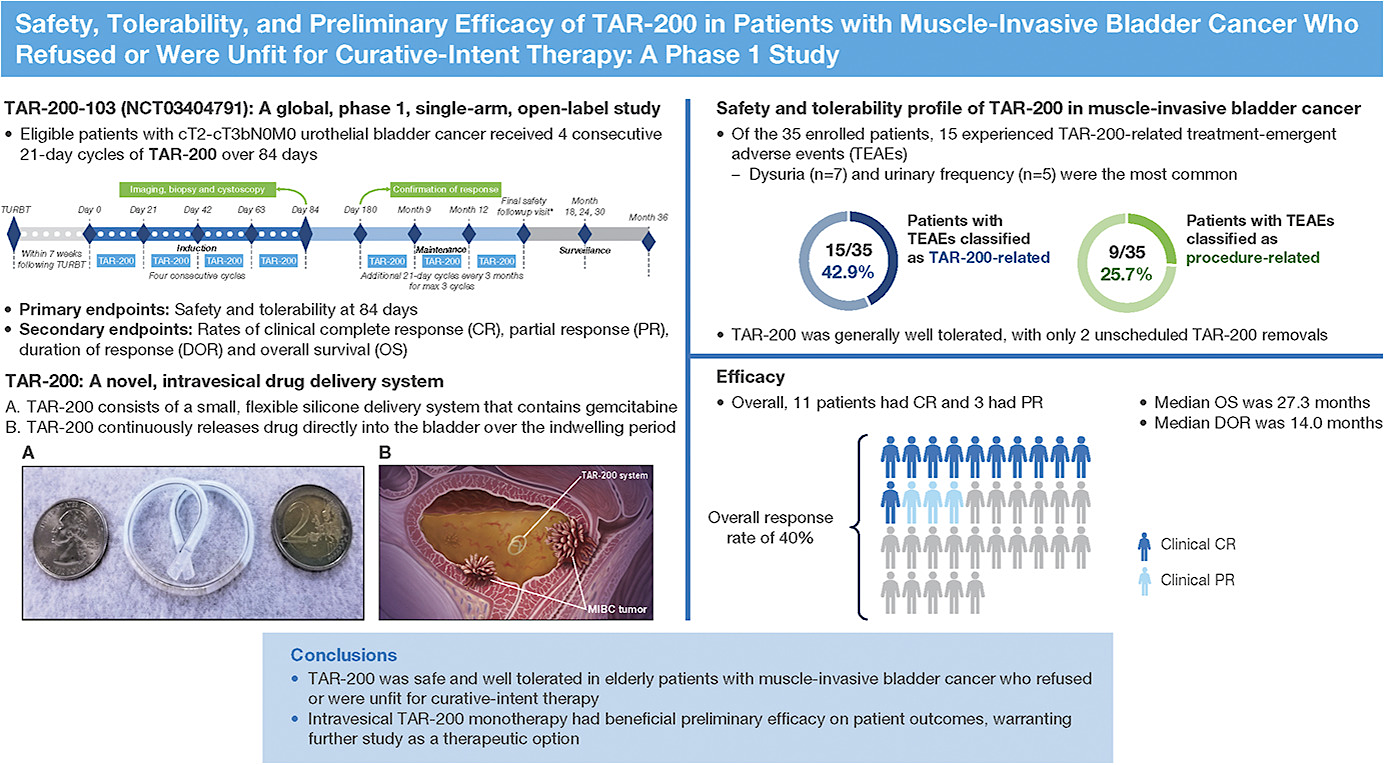 Safety, Tolerability, and Preliminary Efficacy of TAR-200 in Patients with Muscle-Invasive Bladder Cancer Who
Refused or Were Unfit for Curative-Intent Therapy: A Phase 1 Study
TAR-200-103 (NCT03404791): A global, phase 1, single-arm, open-label study
• Eligible patients with cT2-cT3bN0M0 urothelial bladder cancer received 4 consecutive
21-day cycles of TAR-200 over 84 days
Imaging, biopsy and cystoscopy
Confirmation of response
TURBT
Day 0
Day 21
Day 42
Day 63
Day 84
Day 180
Month 9
Month 12
Final safety
followup visit*
Month
18, 24, 30
Month 36
Within 7 weeks
following TURBT
Induction
Maintenance
Surveillance
TAR-200
TAR-200
TAR-200
TAR-200
TAR-200
TAR-200
TAR-200
Four consecutive cycles
Additional 21-day cycles every 3 months
for max 3 cycles
• Primary endpoints: Safety and tolerability at 84 days
• Secondary endpoints: Rates of clinical complete response (CR), partial response (PR),
duration of response (DOR) and overall survival (OS)
TAR-200: A novel, intravesical drug delivery system
A. TAR-200 consists of a small, flexible silicone delivery system that contains gemcitabine
B. TAR-200 continuously releases drug directly into the bladder over the indwelling period
A
B
TAR-200 system
MIBC tumor
Safety and tolerability profile of TAR-200 in muscle-invasive bladder cancer
• Of the 35 enrolled patients, 15 experienced TAR-200-related treatment-emergent
adverse events (TEAEs)
– Dysuria (n=7) and urinary frequency (n=5) were the most common
15/35
42.9%
Patients with
TEAEs classified
as TAR-200-related
9/35
25.7%
Patients with TEAEs
classified as
procedure-related
• TAR-200 was generally well tolerated, with only 2 unscheduled TAR-200 removals
Efficacy
• Overall, 11 patients had CR and 3 had PR
• Median OS was 27.3 months
• Median DOR was 14.0 months
Overall response
rate of 40%
Clinical CR
Clinical PR
Conclusions
• TAR-200 was safe and well tolerated in elderly patients with muscle-invasive bladder cancer who refused
or were unfit for curative-intent therapy
• Intravesical TAR-200 monotherapy had beneficial preliminary efficacy on patient outcomes, warranting
further study as a therapeutic option